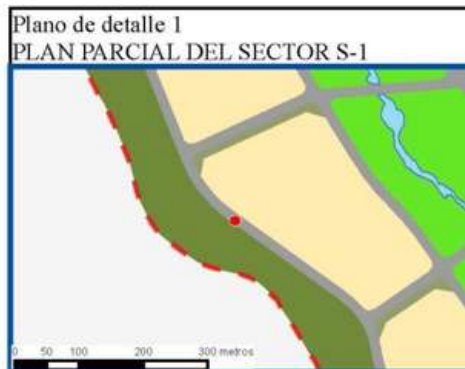 Plano de detalle 1
PLAN PARCIAL DEL SECTOR S-1
0 50 100 200 300 metros